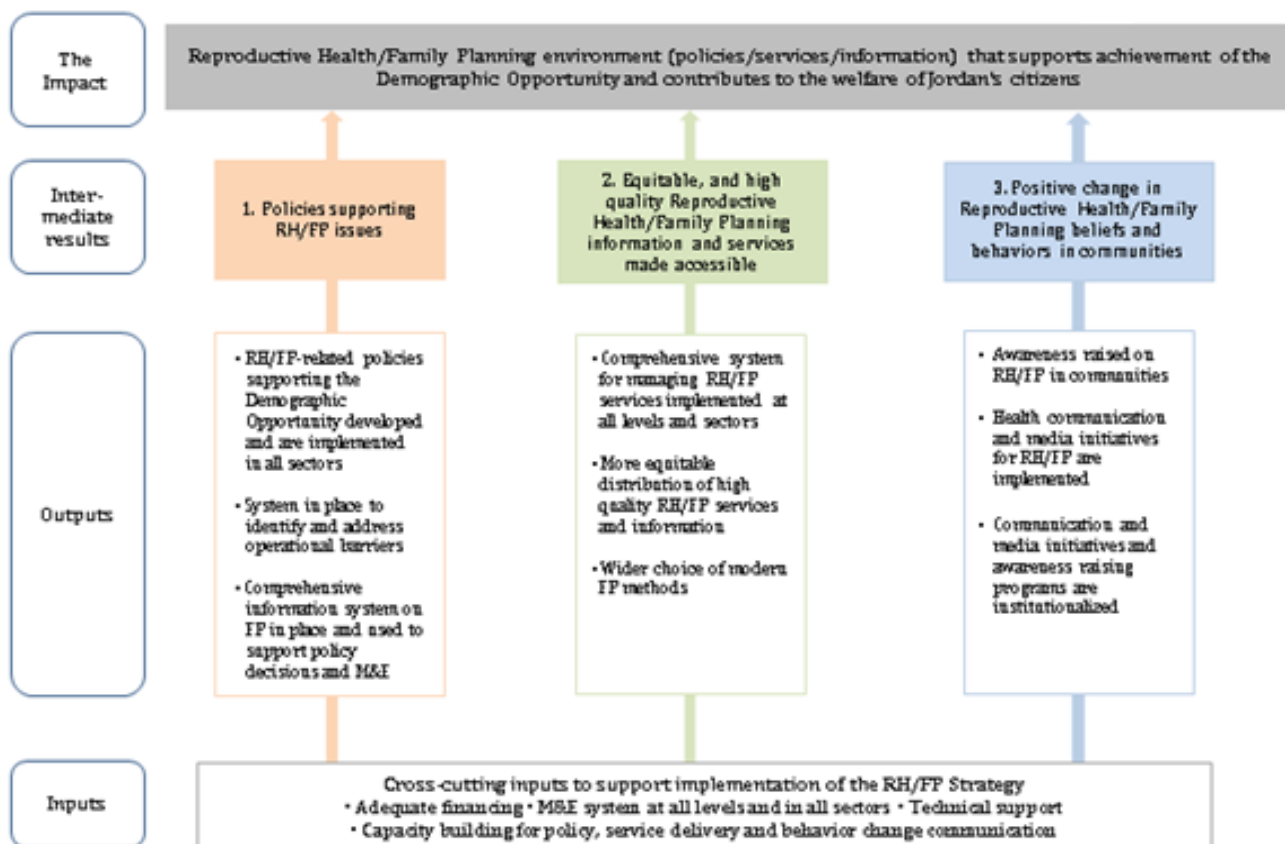 The
Impact
Reproductive Health/Family Planning environment (policies/services/information) that supports achievement of the
Demographic Opportunity and contributes to the welfare of Jordan's citizens
Inter-
mediate
results
1. Policies supporting
RH/FP issues
2. Equitable, and high
quality Reproductive
Health/Family Planning
information and services
made accessible
3. Positive change in
Reproductive Health/Family
Planning beliefs and
behaviors in communities
Outputs
• RH/FP-related policies
supporting the
Demographic
Opportunity developed
and are implemented
in all sectors
• System in place to
identify and address
operational barriers
• Comprehensive
information system on
FP in place and used to
support policy
decisions and M&E
• Comprehensive system
for managing RH/FP
services implemented at
all levels and sectors
• More equitable
distribution of high
quality RH/FP services
and information
• Wider choice of modern
FP methods
• Awareness raised on
RH/FP in communities
• Health communication
and media initiatives
for RH/FP are
implemented
• Communication and
media initiatives and
awareness raising
programs are
institutionalized
Inputs
Cross-cutting inputs to support implementation of the RH/FP Strategy
• Adequate financing • M&E system at all levels and in all sectors • Technical support
• Capacity building for policy, service delivery and behavior change communication